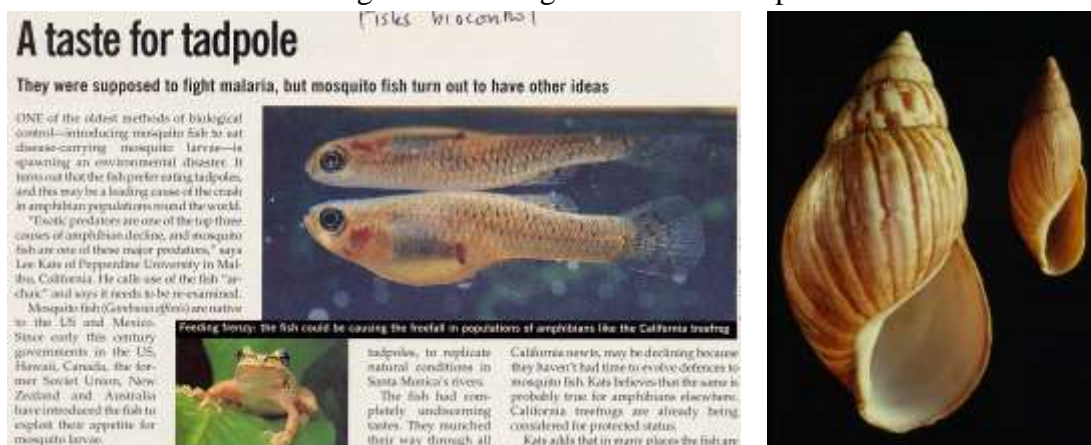 Fisks biocontrol
A taste for tadpole
They were supposed to fight malaria, but mosquito fish turn out to have other ideas
ONE of the oldest methods of biological
control—introducing mosquito fish to eat
disease-carrying mosquito larvae—is
spawning an environmental disaster. It
turns out that the fish prefer eating tadpoles,
and this may be a leading cause of the crash
in amphibian populations round the world.
"Exotic predators are one of the top three
causes of amphibian decline, and mosquito
fish are one of these major predators," says
Lee Kats of Pepperdine University in Mal-
ibu, California. He calls use of the fish "ar-
chaic" and says it needs to be re-examined.
Mosquito fish (Gambusia affinis) are native
to the US and Mexico.
Since early this century
governments in the US,
Hawaii, Canada, the for-
mer Soviet Union, New
Zealand and Australia
have introduced the fish to
exploit their appetite for
mosquito larvae.
Feeding frenzy: the fish could be causing the freefall in populations of amphibians like the California treefrog
tadpoles, to replicate
natural conditions in
Santa Monica's rivers.
The fish had com-
pletely undiscerning
tastes. They munched
their way through all
California newts, may be declining because
they haven't had time to evolve defences to
mosquito fish. Kats believes that the same is
probably true for amphibians elsewhere.
California treefrogs are already being
considered for protected status.
Kats adds that in many places the fish are